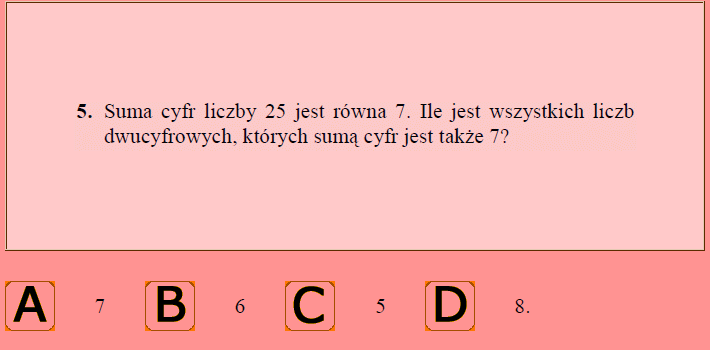 5. Suma cyfr liczby 25 jest równa 7. Ile jest wszystkich liczb
dwucyfrowych, których sumą cyfr jest także 7?
A 7 B 6 C 5 D 8.